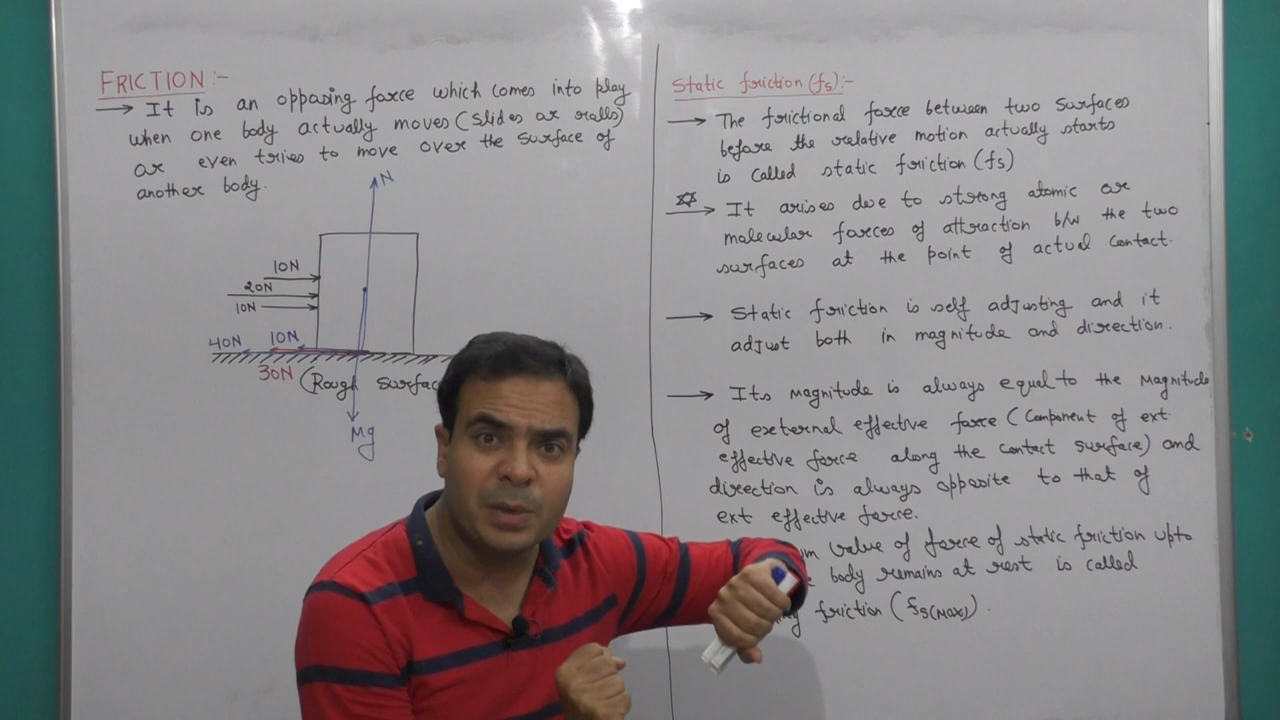 FRICTION :-
→ It is an opposing force which comes into play
when one body actually moves (slides or rolls)
or even tries to move over the surface of
another body.
N
10N
20N
10N
40N 10N
30N (Rough surfac
Mg
Static friction (fs):-
→ The frictional force between two surfaces
before the relative motion actually starts
is called static friction (fs)
→ It arises due to strong atomic or
molecular forces of attraction b/w the two
surfaces at the point of actual contact.
→ Static friction is self adjusting and it
adjust both in magnitude and direction.
→ Its magnitude is always equal to the magnitude
of external effective force (component of ext
effective force along the contact surface) and
direction is always opposite to that of
ext effective force.
value of force of static friction upto
body remains at rest is called
friction (fs(max)).